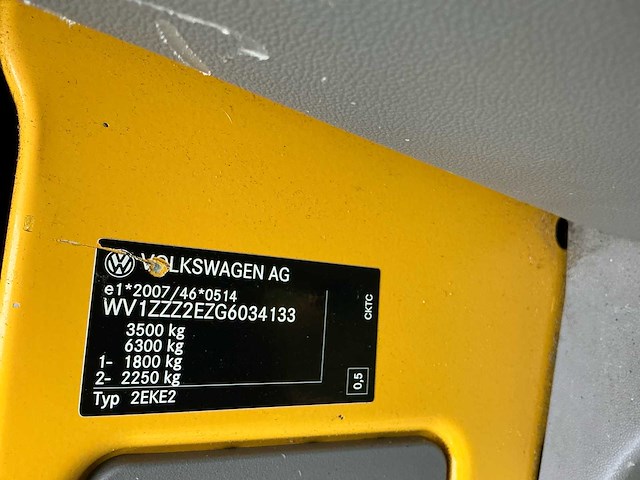 VOLKSWAGEN AG
e1*2007/46*0514
WV1ZZZ2EZG6034133
3500 kg
6300 kg
1- 1800 kg
2- 2250 kg
Typ 2EKE2
CKTC
0,5